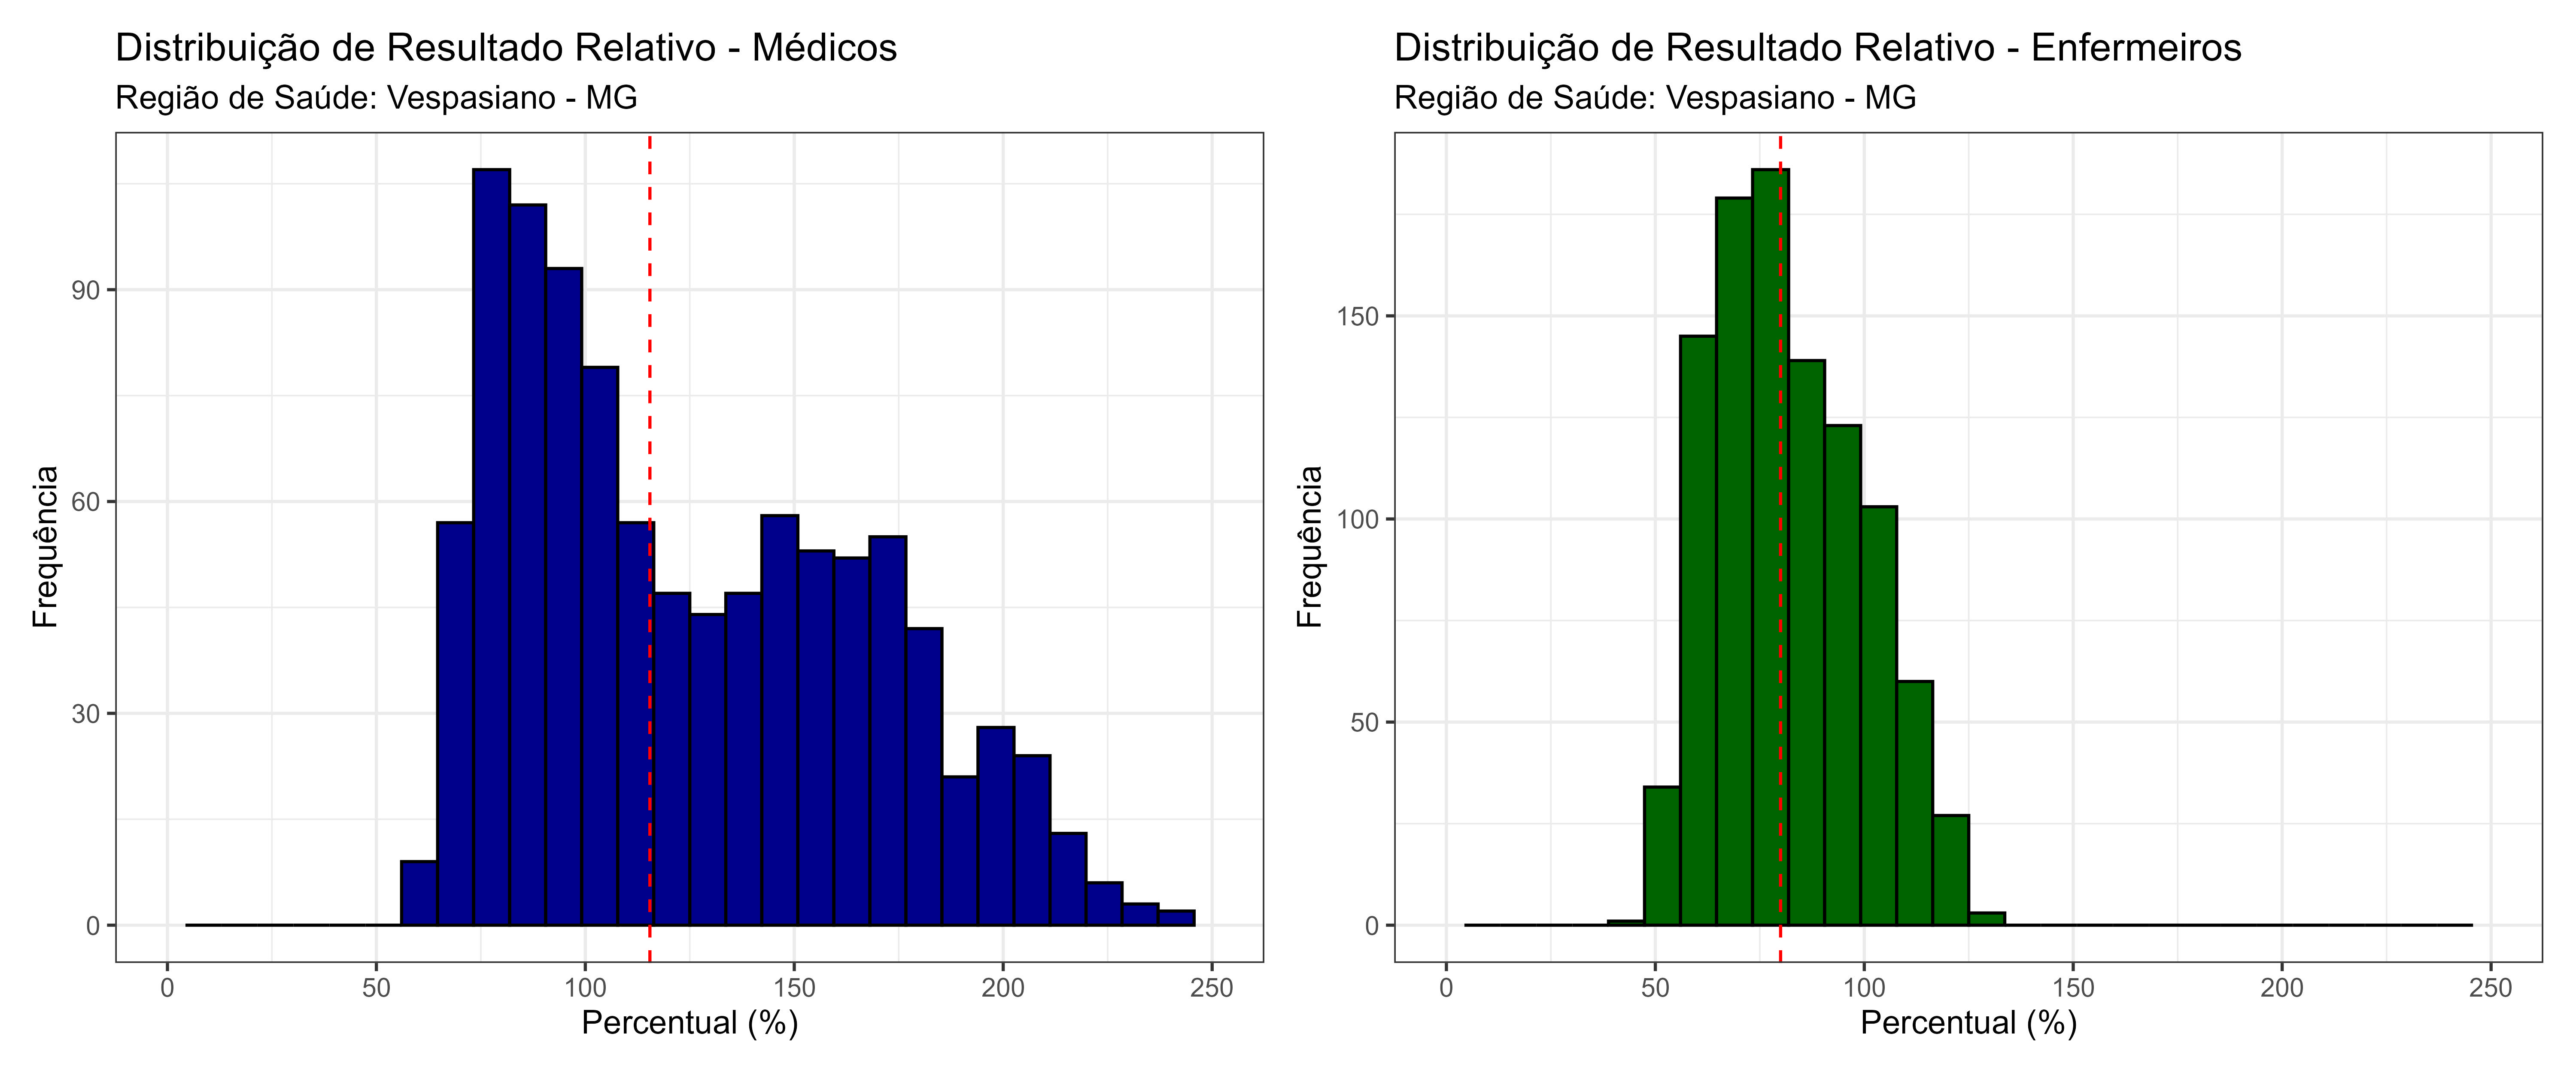 Distribuição de Resultado Relativo - Médicos
Região de Saúde: Vespasiano - MG
Frequência
90
60
30
0
0 50 100 150 200 250
Percentual (%)
Distribuição de Resultado Relativo - Enfermeiros
Região de Saúde: Vespasiano - MG
Frequência
150
100
50
0
0 50 100 150 200 250
Percentual (%)